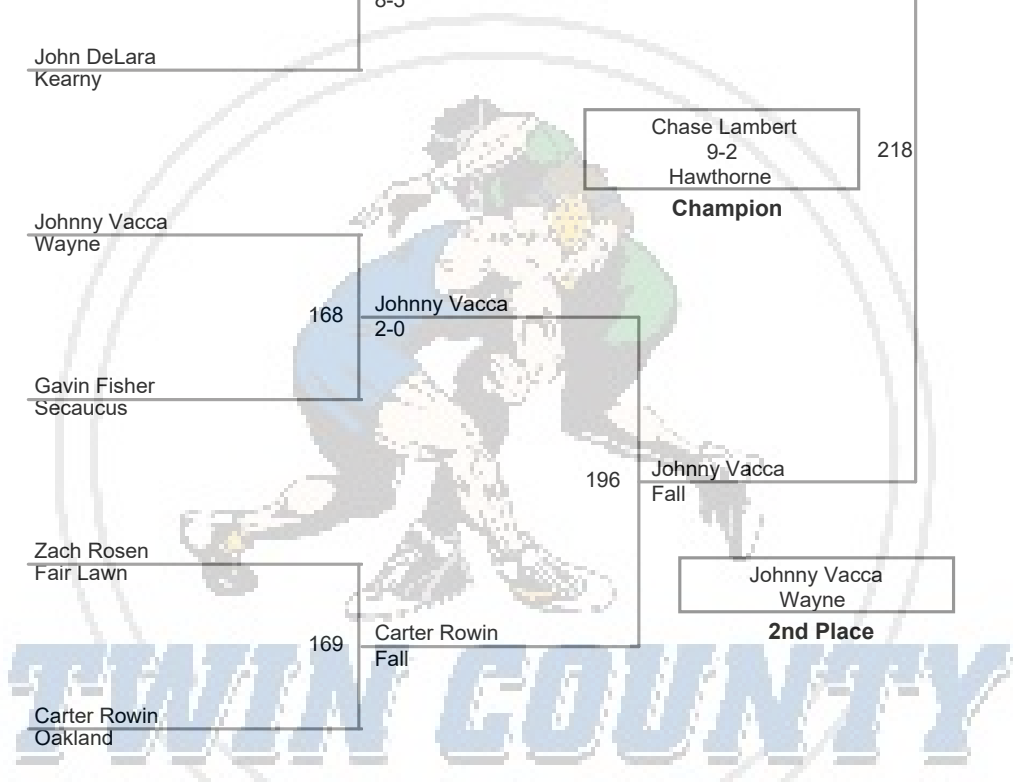 8-5
John DeLara
Kearny
Chase Lambert
9-2
Hawthorne
218
Champion
Johnny Vacca
Wayne
168
Johnny Vacca
2-0
Gavin Fisher
Secaucus
196
Johnny Vacca
Fall
Zach Rosen
Fair Lawn
Johnny Vacca
Wayne
2nd Place
169
Carter Rowin
Fall
Carter Rowin
Oakland
TWIN COUNTY